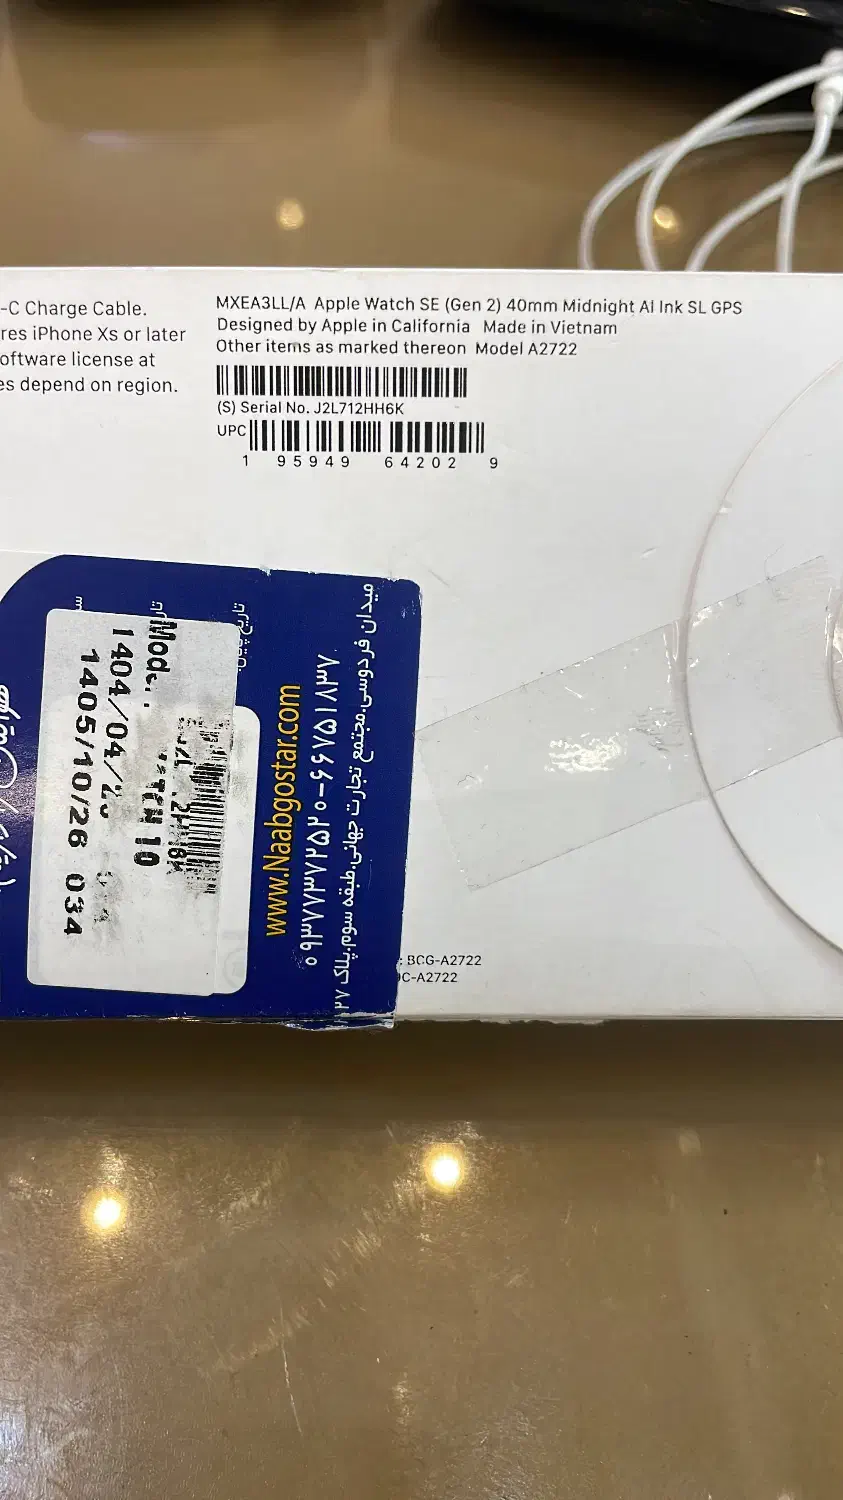 -C Charge Cable.
res iPhone Xs or later
oftware license at
es depend on region.
MXEA3LL/A Apple Watch SE (Gen 2) 40mm Midnight Al Ink SL GPS
Designed by Apple in California Made in Vietnam
Other items as marked thereon Model A2722
(S) Serial No. J2L712HH6K
UPC
1 95949 64202 9
میدان فردوسی.مجتمع تجارت جهانی.طبقه سوم.پلاک
۰۹۳۷۷۳۷۲۵۲۰-۶۶۷۵۱۸۳۷
www.Naabgostar.com
10
1404/04/
1405/10/26 034
: BCG-A2722
C-A2722